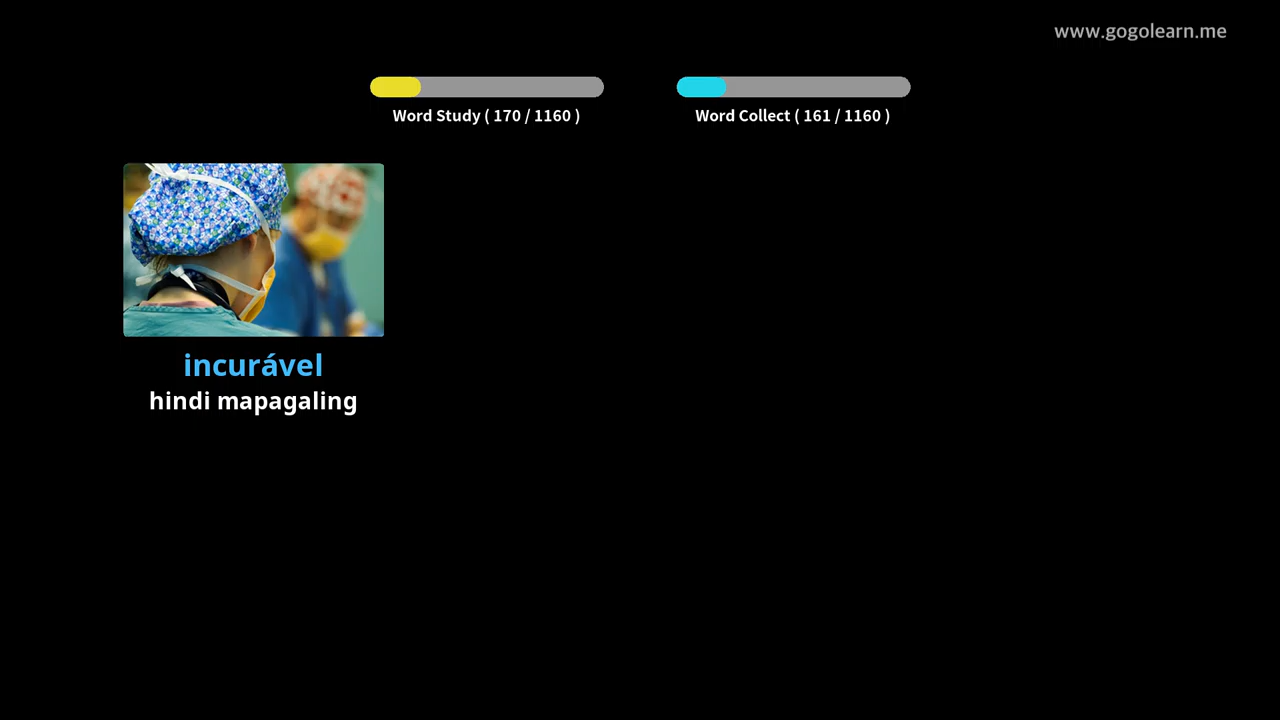 www.gogolearn.me
Word Study ( 170 / 1160 )
Word Collect ( 161 / 1160 )
incurável
hindi mapagaling